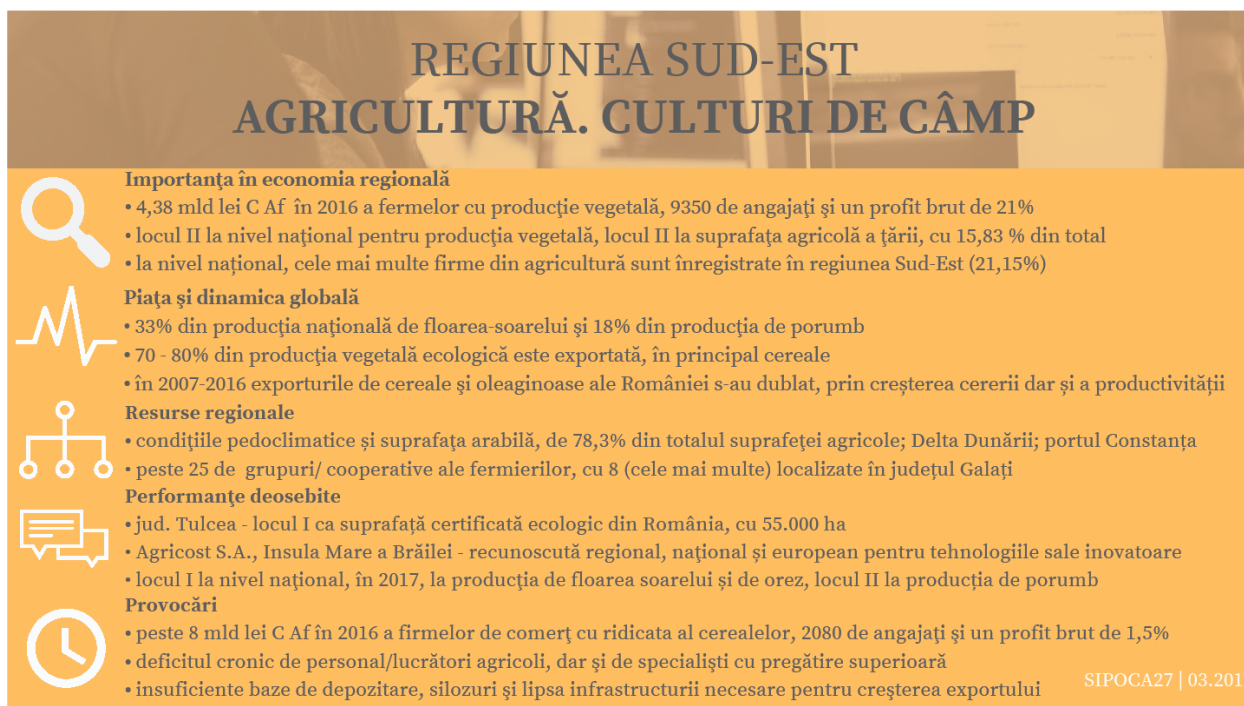 REGIUNEA SUD-EST
AGRICULTURĂ. CULTURI DE CÂMP
Importanţa în economia regională
• 4,38 mld lei C Af în 2016 a fermelor cu producţie vegetală, 9350 de angajaţi şi un profit brut de 21%
• locul II la nivel naţional pentru producţia vegetală, locul II la suprafaţa agricolă a ţării, cu 15,83 % din total
• la nivel național, cele mai multe firme din agricultură sunt înregistrate în regiunea Sud-Est (21,15%)
Piaţa şi dinamica globală
• 33% din producţia naţională de floarea-soarelui şi 18% din producţia de porumb
• 70 - 80% din producţia vegetală ecologică este exportată, în principal cereale
• în 2007-2016 exporturile de cereale şi oleaginoase ale României s-au dublat, prin creșterea cererii dar și a productivității
Resurse regionale
• condiţiile pedoclimatice și suprafaţa arabilă, de 78,3% din totalul suprafeţei agricole; Delta Dunării; portul Constanța
• peste 25 de grupuri/ cooperative ale fermierilor, cu 8 (cele mai multe) localizate în județul Galați
Performanţe deosebite
• jud. Tulcea - locul I ca suprafață certificată ecologic din România, cu 55.000 ha
• Agricost S.A., Insula Mare a Brăilei - recunoscută regional, naţional și european pentru tehnologiile sale inovatoare
• locul I la nivel naţional, în 2017, la producţia de floarea soarelui și de orez, locul II la producția de porumb
Provocări
• peste 8 mld lei C Af în 2016 a firmelor de comerţ cu ridicata al cerealelor, 2080 de angajaţi şi un profit brut de 1,5%
• deficitul cronic de personal/lucrători agricoli, dar şi de specialişti cu pregătire superioară
• insuficiente baze de depozitare, silozuri şi lipsa infrastructurii necesare pentru creşterea exportului
SIPOCA27 | 03.201